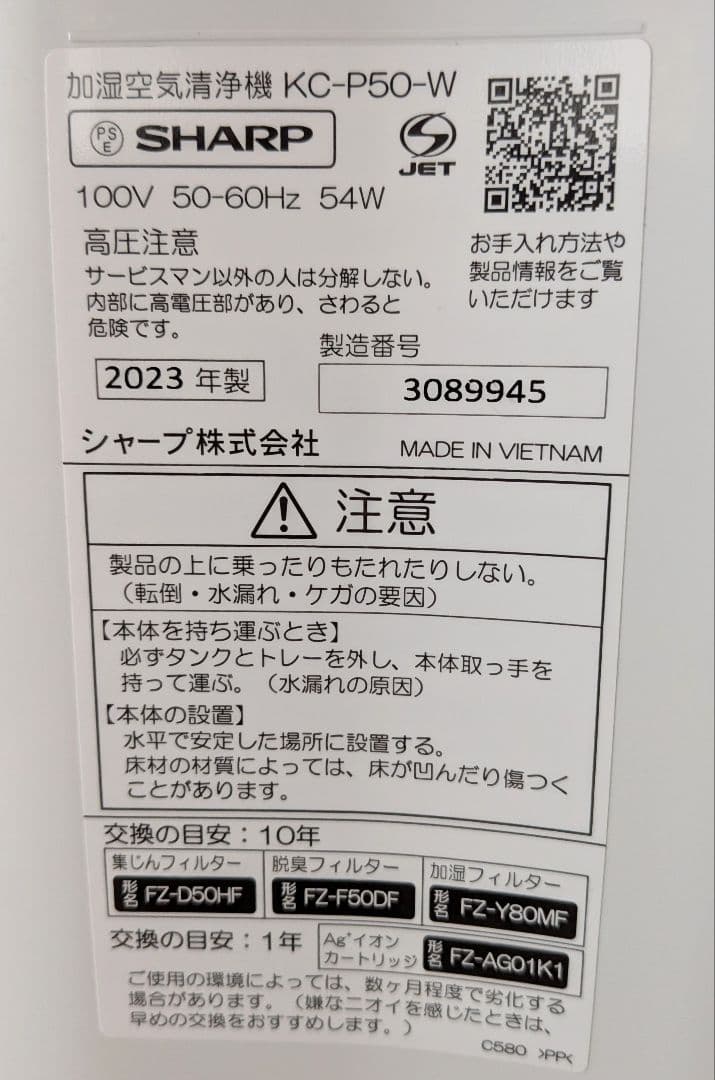 加湿空気清浄機 KC-P50-W
PSE SHARP
JET
100V 50-60Hz 54W
高圧注意
サービスマン以外の人は分解しない。
内部に高電圧部があり、さわると
危険です。
お手入れ方法や
製品情報をご覧
いただけます
2023 年製
製造番号
3089945
シャープ株式会社
MADE IN VIETNAM
注意
製品の上に乗ったりもたれたりしない。
（転倒・水漏れ・ケガの要因）
【本体を持ち運ぶとき】
必ずタンクとトレーを外し、本体取っ手を
持って運ぶ。（水漏れの原因）
【本体の設置】
水平で安定した場所に設置する。
床材の材質によっては、床が凹んだり傷つく
ことがあります。
交換の目安：10年
集じんフィルター
形名 FZ-D50HF
脱臭フィルター
形名 FZ-F50DF
加湿フィルター
形名 FZ-Y80MF
交換の目安：1年
Ag⁺イオン
カートリッジ
形名 FZ-AG01K1
ご使用の環境によっては、数ヶ月程度で劣化する
場合があります。（嫌なニオイを感じたときは、
早めの交換をおすすめします。）
C580 >PP<